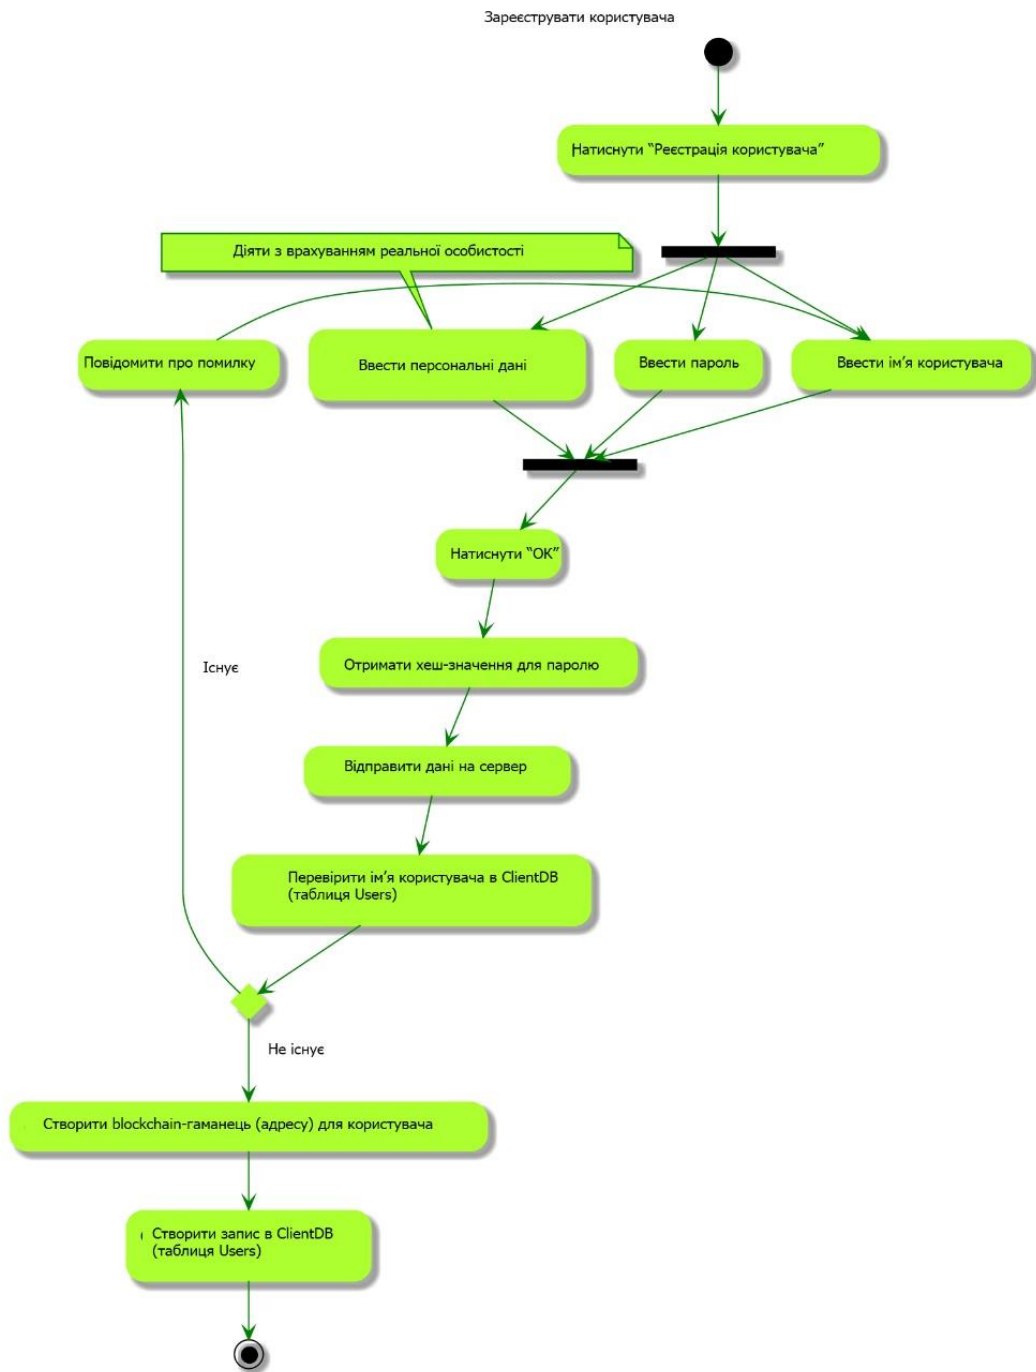 Зареєструвати користувача
Натиснути “Реєстрація користувача”
Діяти з врахуванням реальної особистості
Повідомити про помилку
Ввести персональні дані
Ввести пароль
Ввести ім’я користувача
Натиснути “ОК”
Отримати хеш-значення для паролю
Існує
Відправити дані на сервер
Перевірити ім’я користувача в ClientDB
(таблиця Users)
Не існує
Створити blockchain-гаманець (адресу) для користувача
Створити запис в ClientDB
(таблиця Users)